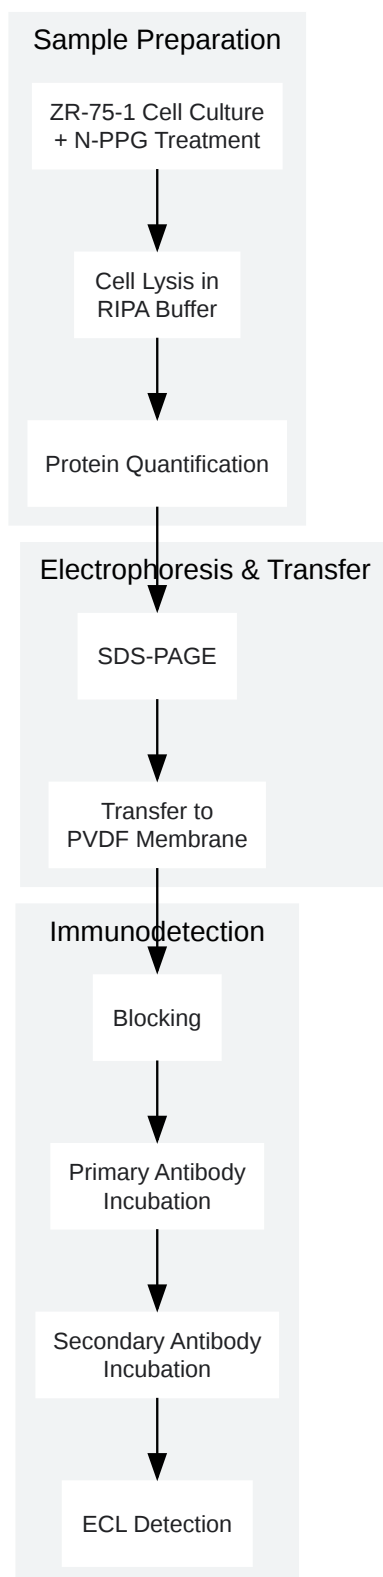 Sample Preparation
ZR-75-1 Cell Culture
+ N-PPG Treatment
Cell Lysis in
RIPA Buffer
Protein Quantification
Electrophoresis & Transfer
SDS-PAGE
Transfer to
PVDF Membrane
Immunodetection
Blocking
Primary Antibody
Incubation
Secondary Antibody
Incubation
ECL Detection